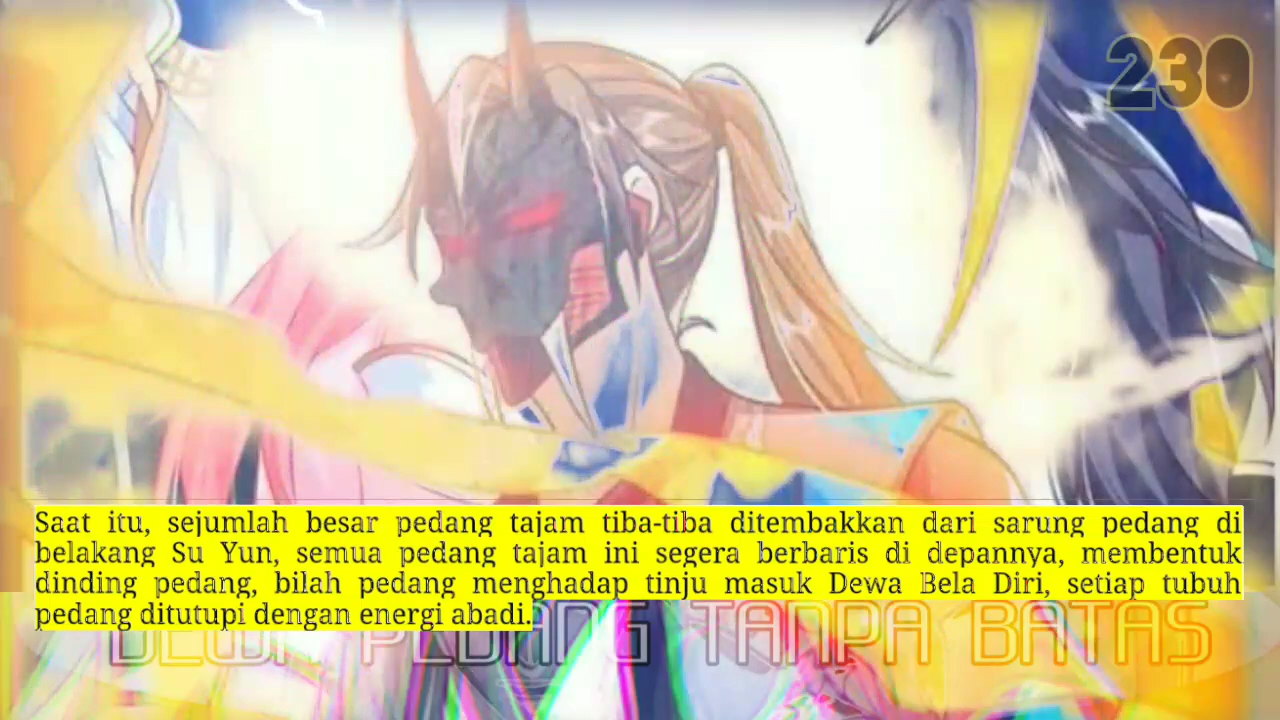 230
Saat itu, sejumlah besar pedang tajam tiba-tiba ditembakkan dari sarung pedang di
belakang Su Yun, semua pedang tajam ini segera berbaris di depannya, membentuk
dinding pedang, bilah pedang menghadap tinju masuk Dewa Bela Diri, setiap tubuh
pedang ditutupi dengan energi abadi.
DEWA PEDANG TANPA BATAS